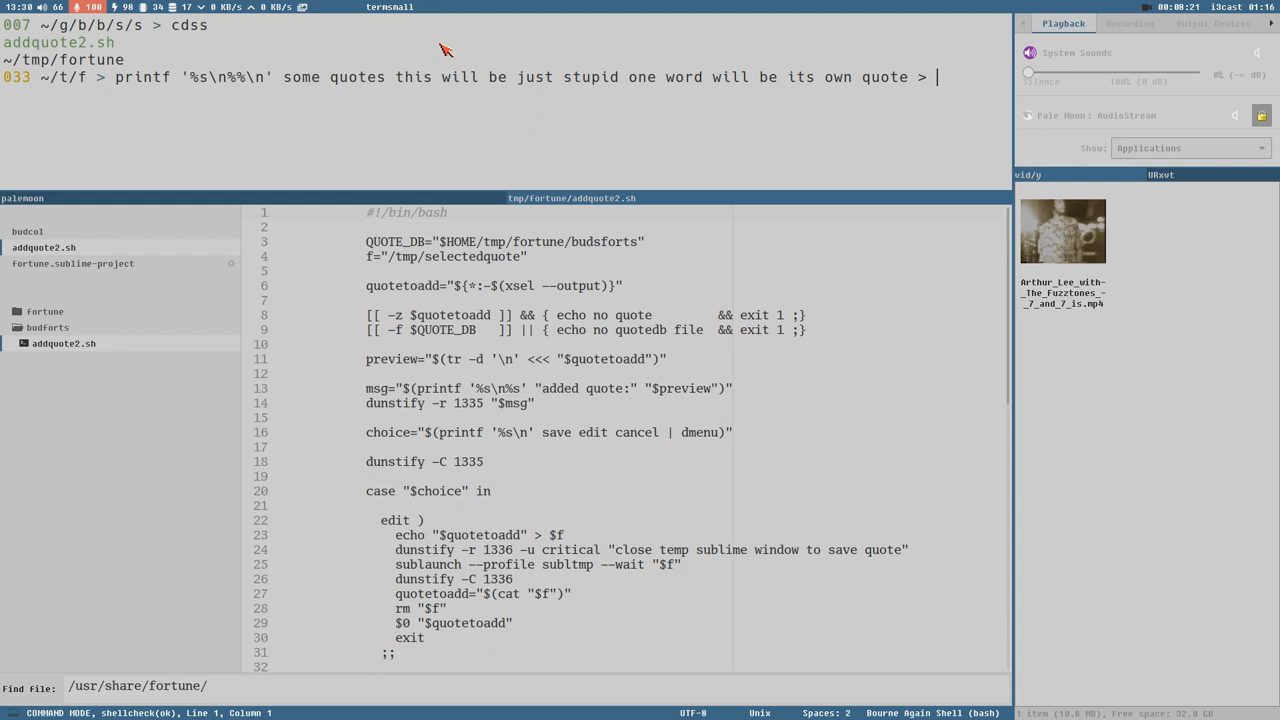 13:30 66 100 98 34 17 0 KB/s 0 KB/s termsmall 00:08:21 i3cast 01:16
007 ~/g/b/b/s/s > cdss
addquote2.sh
~/tmp/fortune
033 ~/t/f > printf '%s\n%%\n' some quotes this will be just stupid one word will be its own quote >
Playback Recording Output Devices
System Sounds
0% (-∞ dB)
Silence 100% (0 dB)
Pale Moon: AudioStream
Show: Applications
vid/y URxvt
Arthur_Lee_with-
_The_Fuzztones_-
_7_and_7_is.mp4
1 item (18.8 MB), Free space: 32.0 GB
palemoon tmp/fortune/addquote2.sh
budcol
addquote2.sh
fortune.sublime-project
fortune
budforts
addquote2.sh
1 #!/bin/bash
2
3 QUOTE_DB="$HOME/tmp/fortune/budsforts"
4 f="/tmp/selectedquote"
5
6 quotetoadd="${*:-$(xsel --output)}"
7
8 [[ -z $quotetoadd ]] && { echo no quote && exit 1 ;}
9 [[ -f $QUOTE_DB ]] || { echo no quotedb file && exit 1 ;}
10
11 preview="$(tr -d '\n' <<< "$quotetoadd")"
12
13 msg="$(printf '%s\n%s' "added quote:" "$preview")"
14 dunstify -r 1335 "$msg"
15
16 choice="$(printf '%s\n' save edit cancel | dmenu)"
17
18 dunstify -C 1335
19
20 case "$choice" in
21
22 edit )
23 echo "$quotetoadd" > $f
24 dunstify -r 1336 -u critical "close temp sublime window to save quote"
25 sublaunch --profile subltmp --wait "$f"
26 dunstify -C 1336
27 quotetoadd="$(cat "$f")"
28 rm "$f"
29 $0 "$quotetoadd"
30 exit
31 ;;
32
Find file: /usr/share/fortune/
COMMAND MODE, shellcheck(ok), Line 1, Column 1 UTF-8 Unix Spaces: 2 Bourne Again Shell (bash)